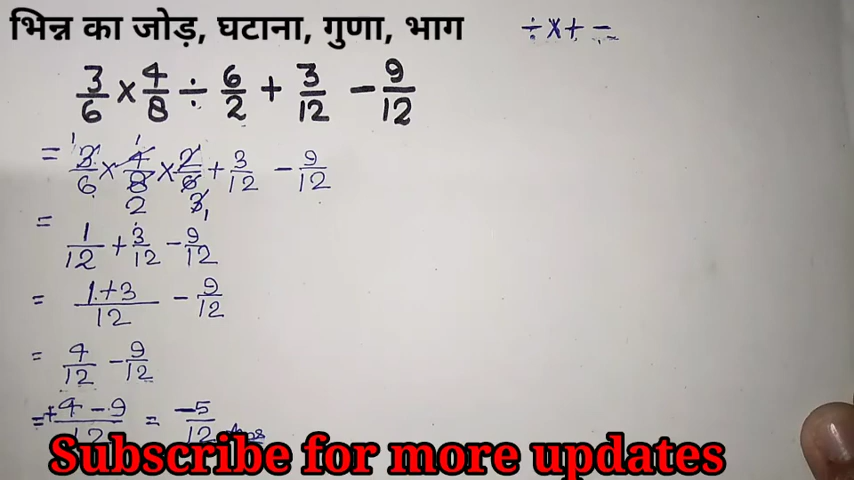 भिन्न का जोड़, घटाना, गुणा, भाग ÷ × + −
3/6 × 4/8 ÷ 6/2 + 3/12 − 9/12
= 3/6 × 4/8 × 2/6 + 3/12 − 9/12
= 1/12 + 3/12 − 9/12
= 1+3/12 − 9/12
= 4/12 − 9/12
= +4−9/12 = −5/12 Ans
Subscribe for more updates